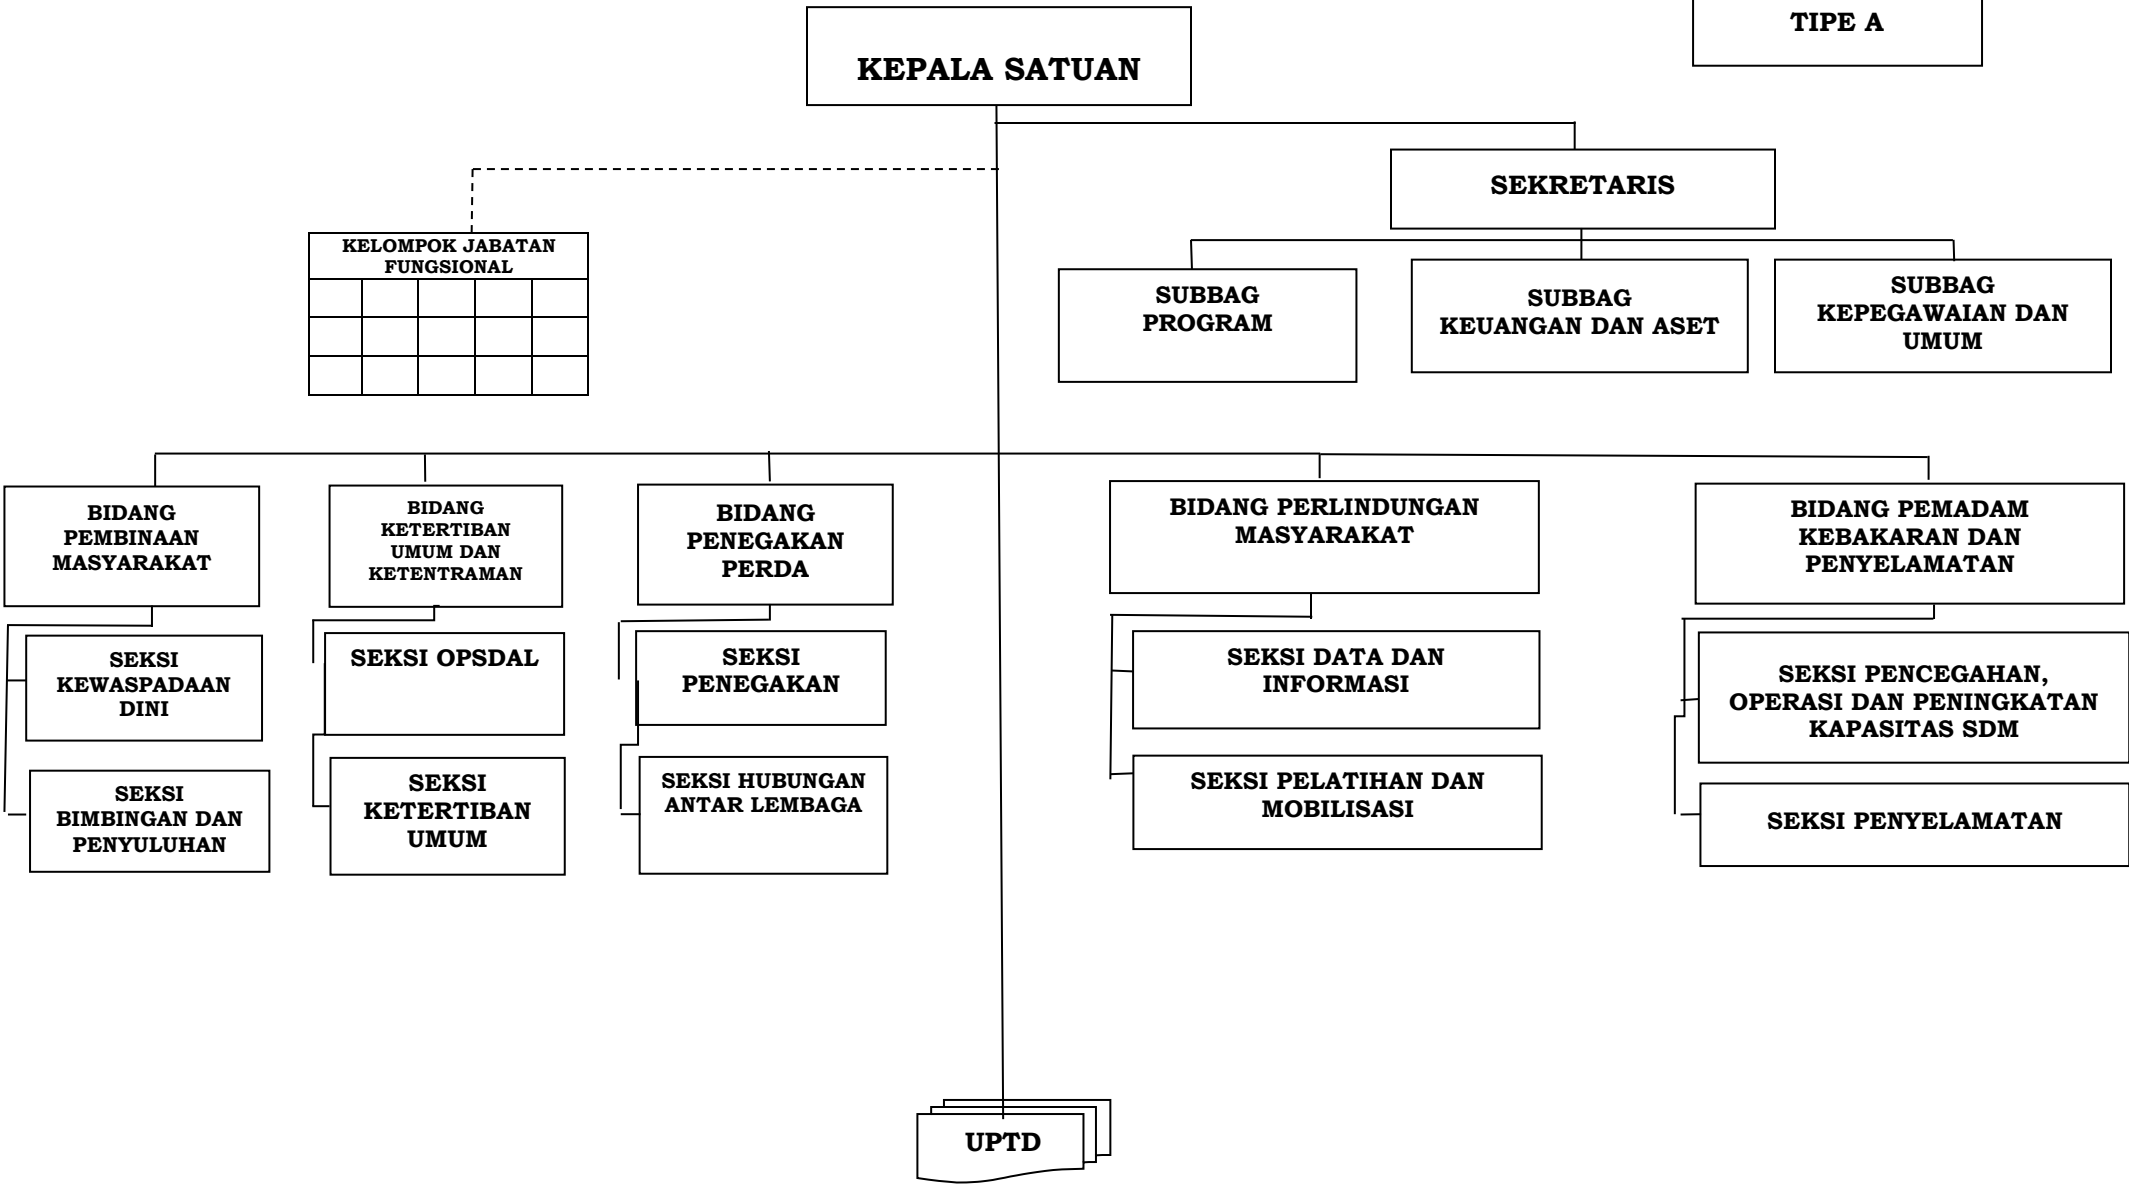 TIPE A
KEPALA SATUAN
SEKRETARIS
KELOMPOK JABATAN
FUNGSIONAL
SUBBAG
PROGRAM
SUBBAG
KEUANGAN DAN ASET
SUBBAG
KEPEGAWAIAN DAN
UMUM
BIDANG
PEMBINAAN
MASYARAKAT
BIDANG
KETERTIBAN
UMUM DAN
KETENTRAMAN
BIDANG
PENEGAKAN
PERDA
BIDANG PERLINDUNGAN
MASYARAKAT
BIDANG PEMADAM
KEBAKARAN DAN
PENYELAMATAN
SEKSI
KEWASPADAAN
DINI
SEKSI OPSDAL
SEKSI
PENEGAKAN
SEKSI DATA DAN
INFORMASI
SEKSI PENCEGAHAN,
OPERASI DAN PENINGKATAN
KAPASITAS SDM
SEKSI
BIMBINGAN DAN
PENYULUHAN
SEKSI
KETERTIBAN
UMUM
SEKSI HUBUNGAN
ANTAR LEMBAGA
SEKSI PELATIHAN DAN
MOBILISASI
SEKSI PENYELAMATAN
UPTD